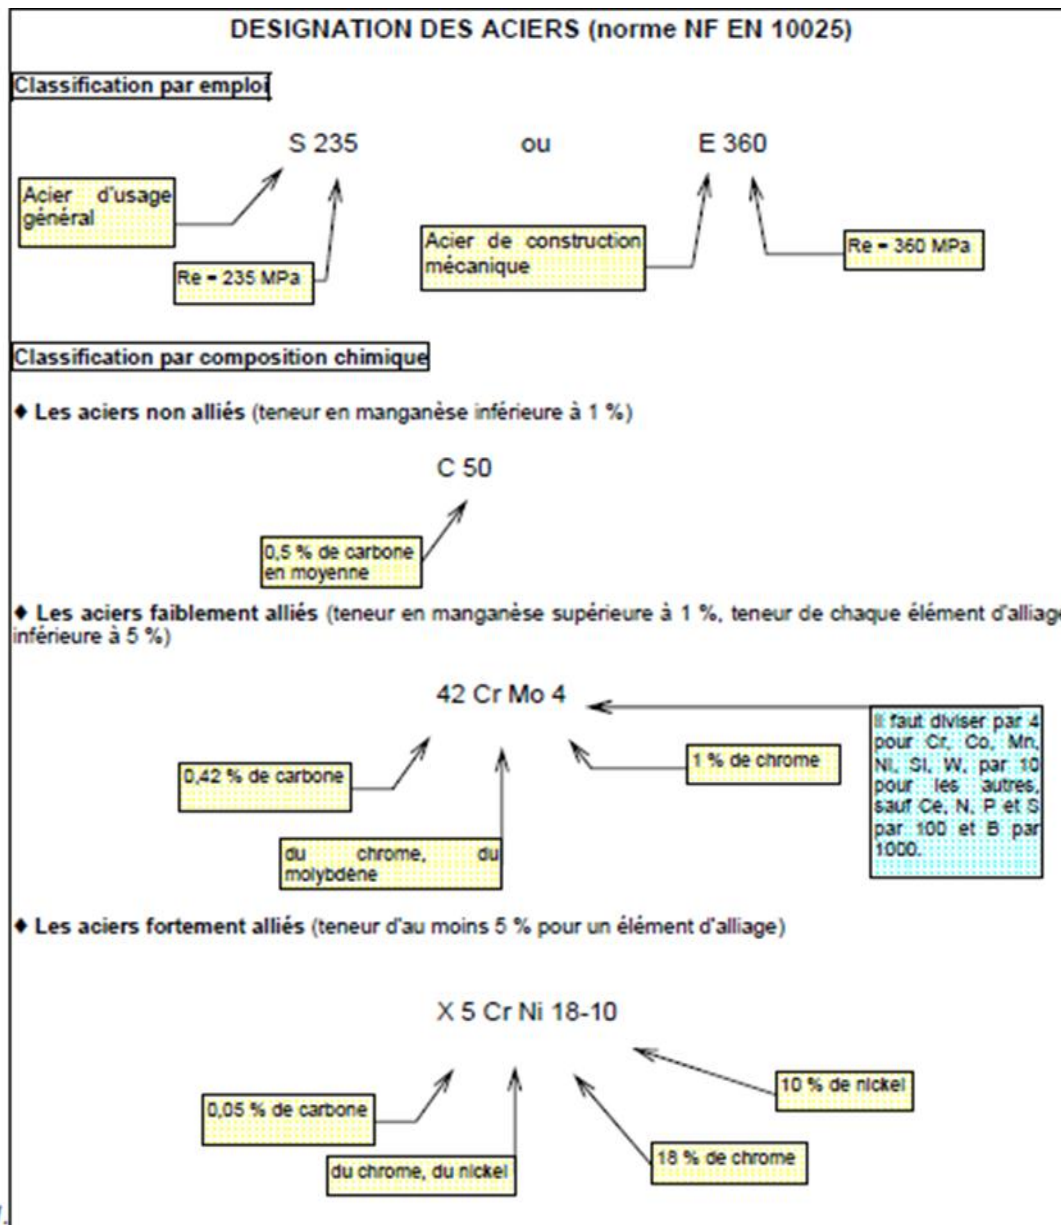 DESIGNATION DES ACIERS (norme NF EN 10025)
Classification par emploi
S 235 ou E 360
Acier d'usage
général
Re = 235 MPa
Acier de construction
mécanique
Re = 360 MPa
Classification par composition chimique
♦ Les aciers non alliés (teneur en manganèse inférieure à 1 %)
C 50
0,5 % de carbone
en moyenne
♦ Les aciers faiblement alliés (teneur en manganèse supérieure à 1 %, teneur de chaque élément d'alliage
inférieure à 5 %)
42 Cr Mo 4
0,42 % de carbone
du chrome, du
molybdène
1 % de chrome
Il faut diviser par 4
pour Cr, Co, Mn,
Ni, Si, W, par 10
pour les autres,
sauf Ce, N, P et S
par 100 et B par
1000.
♦ Les aciers fortement alliés (teneur d'au moins 5 % pour un élément d'alliage)
X 5 Cr Ni 18-10
0,05 % de carbone
du chrome, du nickel
18 % de chrome
10 % de nickel